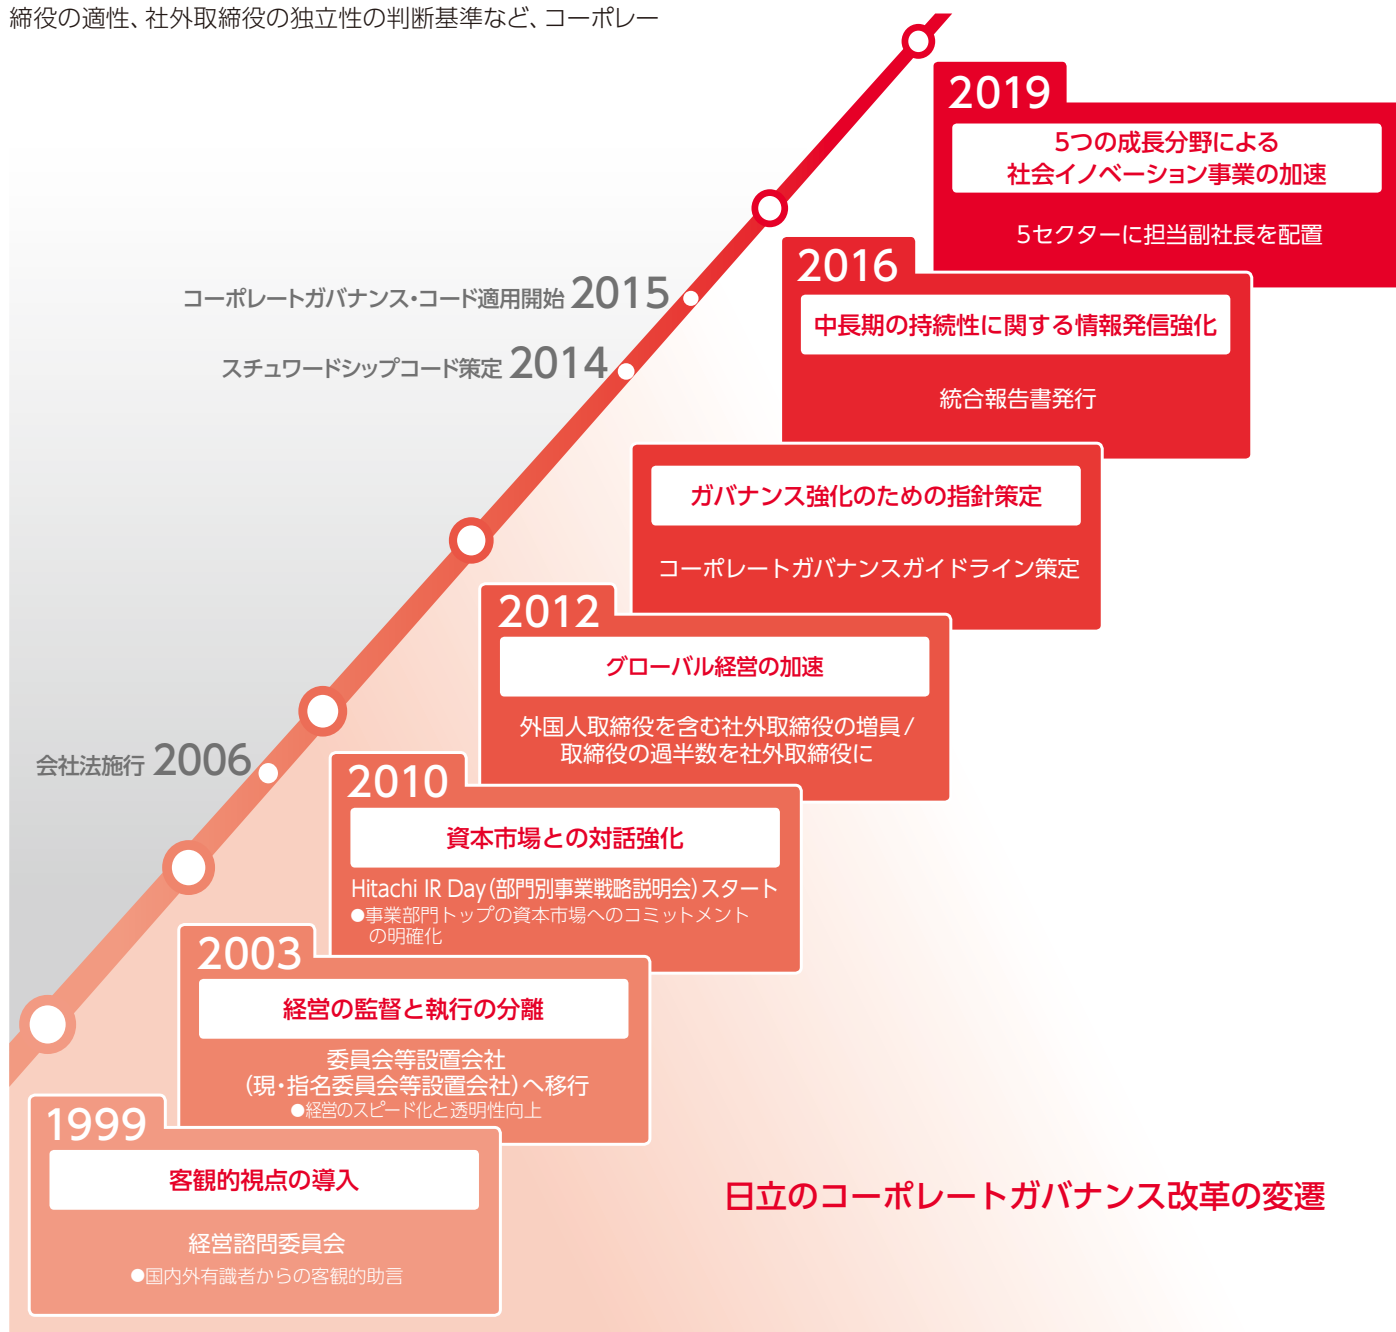 締役の適性、社外取締役の独立性の判断基準など、コーポレー
2019
5つの成長分野による
社会イノベーション事業の加速
5セクターに担当副社長を配置
2016
中長期の持続性に関する情報発信強化
統合報告書発行
コーポレートガバナンス・コード適用開始 2015
スチュワードシップコード策定 2014
ガバナンス強化のための指針策定
コーポレートガバナンスガイドライン策定
2012
グローバル経営の加速
外国人取締役を含む社外取締役の増員/
取締役の過半数を社外取締役に
会社法施行 2006
2010
資本市場との対話強化
Hitachi IR Day(部門別事業戦略説明会)スタート
●事業部門トップの資本市場へのコミットメント
の明確化
2003
経営の監督と執行の分離
委員会等設置会社
(現・指名委員会等設置会社)へ移行
●経営のスピード化と透明性向上
1999
客観的視点の導入
経営諮問委員会
●国内外有識者からの客観的助言
日立のコーポレートガバナンス改革の変遷